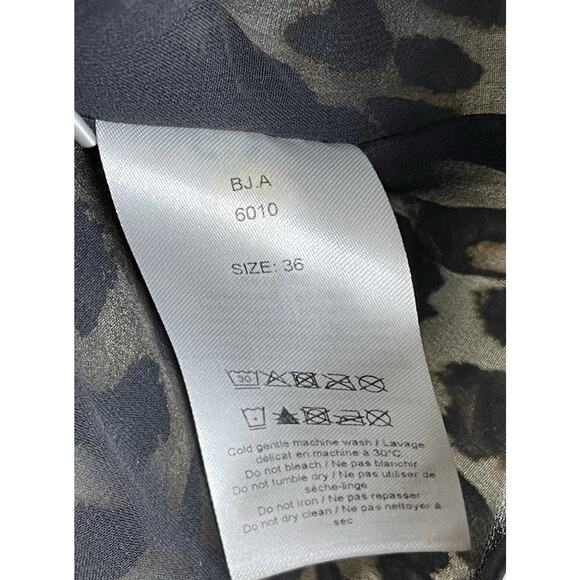 BJ.A
6010
SIZE: 36
30
Cold gentle machine wash / Lavage
délicat en machine à 30°C
Do not bleach / Ne pas blanchir
Do not tumble dry / Ne pas utiliser de
sèche-linge
Do not iron / Ne pas repasser
Do not dry clean / Ne pas nettoyer à
sec